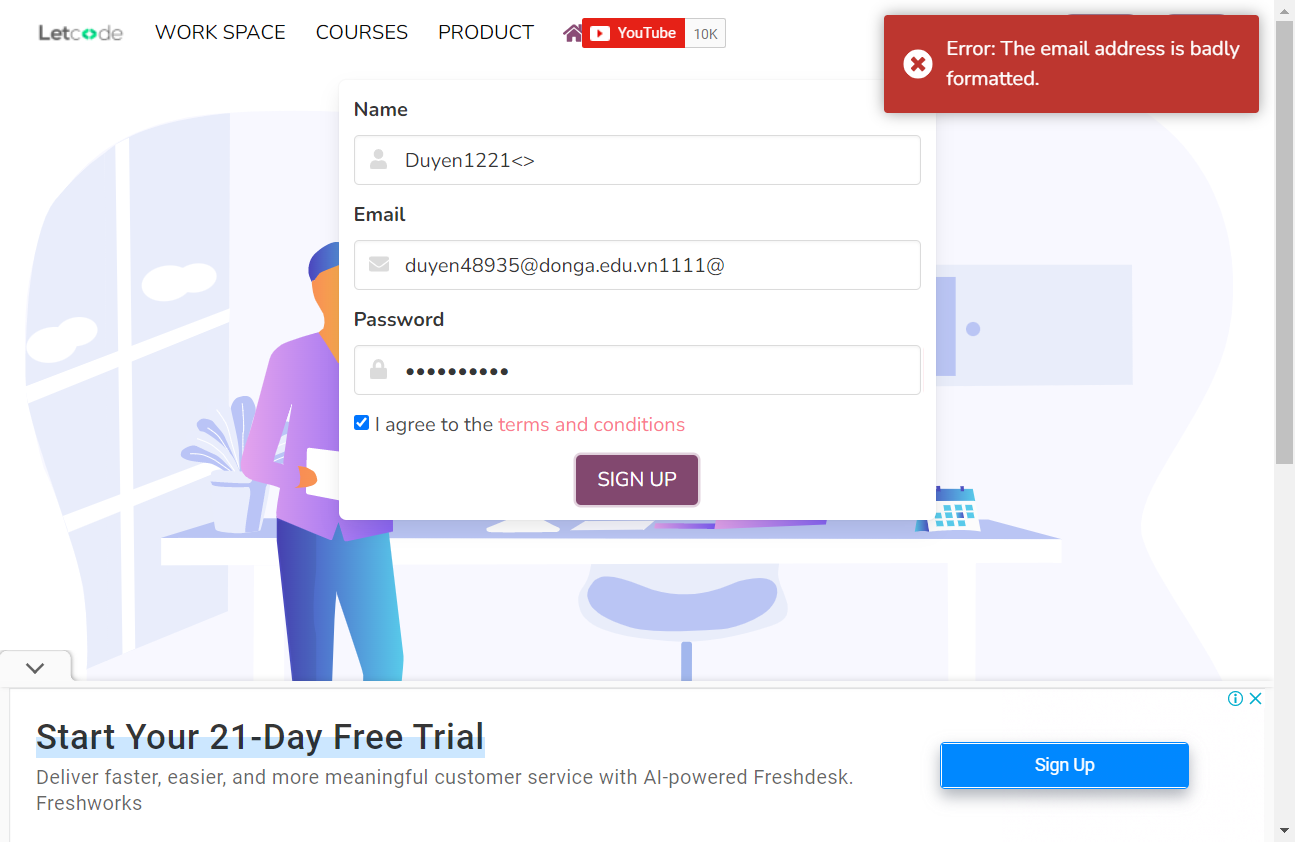 Letcode WORK SPACE COURSES PRODUCT YouTube 10K
Error: The email address is badly
formatted.
Name
Duyen1221<>
Email
duyen48935@donga.edu.vn1111@
Password
••••••••••
I agree to the terms and conditions
SIGN UP
Start Your 21-Day Free Trial
Deliver faster, easier, and more meaningful customer service with AI-powered Freshdesk.
Freshworks
Sign Up